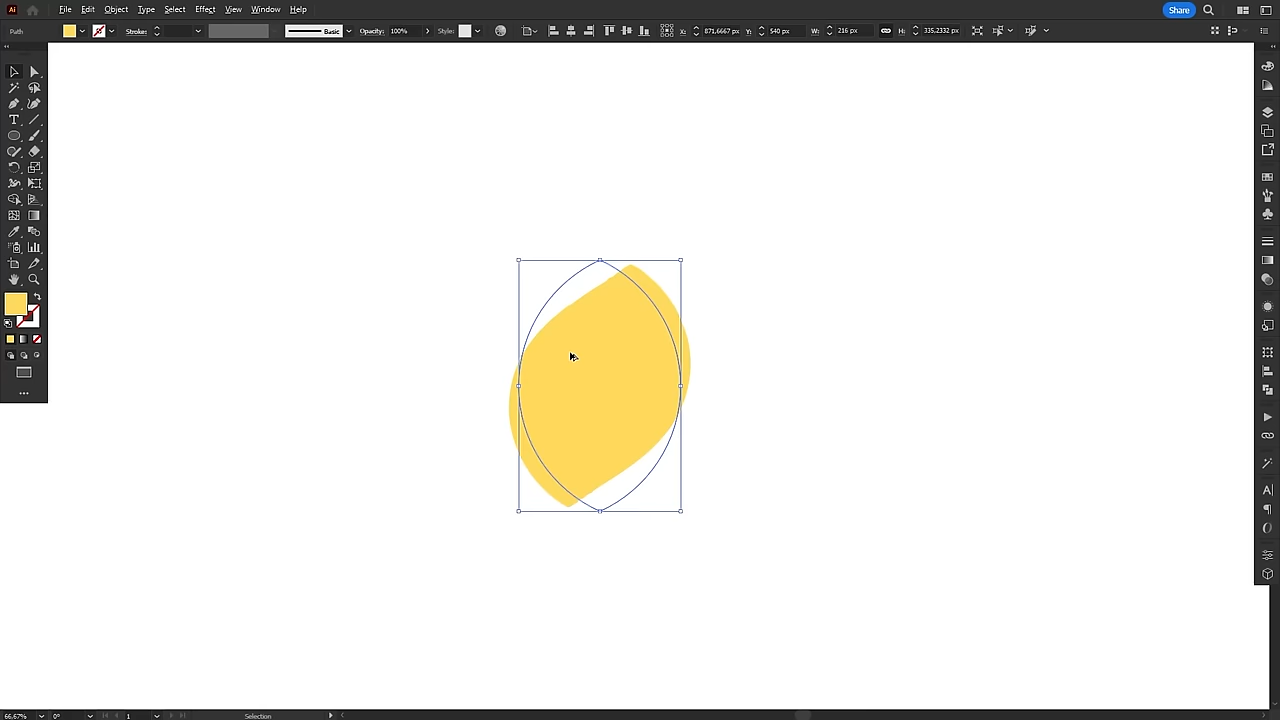 Ai File Edit Object Type Select Effect View Window Help Share
Path Stroke: Basic Opacity: 100% Style: X: 871,6667 px Y: 540 px W: 216 px H: 335,2332 px
66,67% 0° 1 Selection